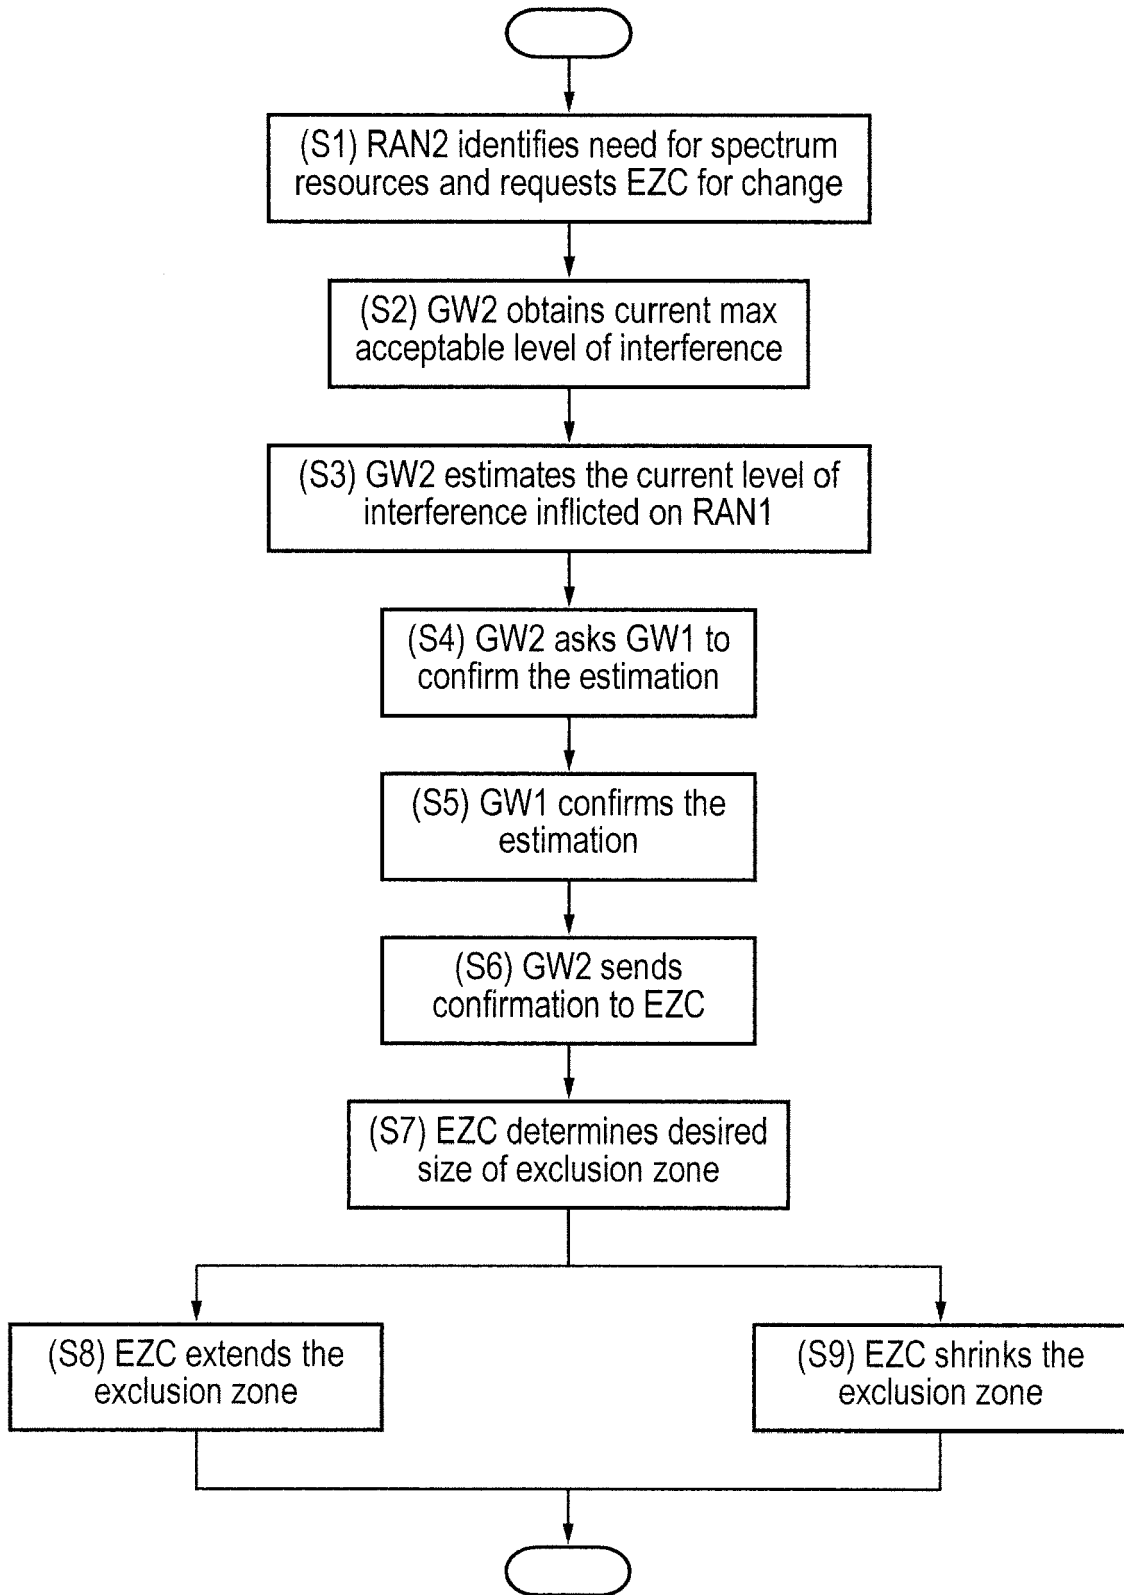 (S1) RAN2 identifies need for spectrum
resources and requests EZC for change
(S2) GW2 obtains current max
acceptable level of interference
(S3) GW2 estimates the current level of
interference inflicted on RAN1
(S4) GW2 asks GW1 to
confirm the estimation
(S5) GW1 confirms the
estimation
(S6) GW2 sends
confirmation to EZC
(S7) EZC determines desired
size of exclusion zone
(S8) EZC extends the
exclusion zone
(S9) EZC shrinks the
exclusion zone